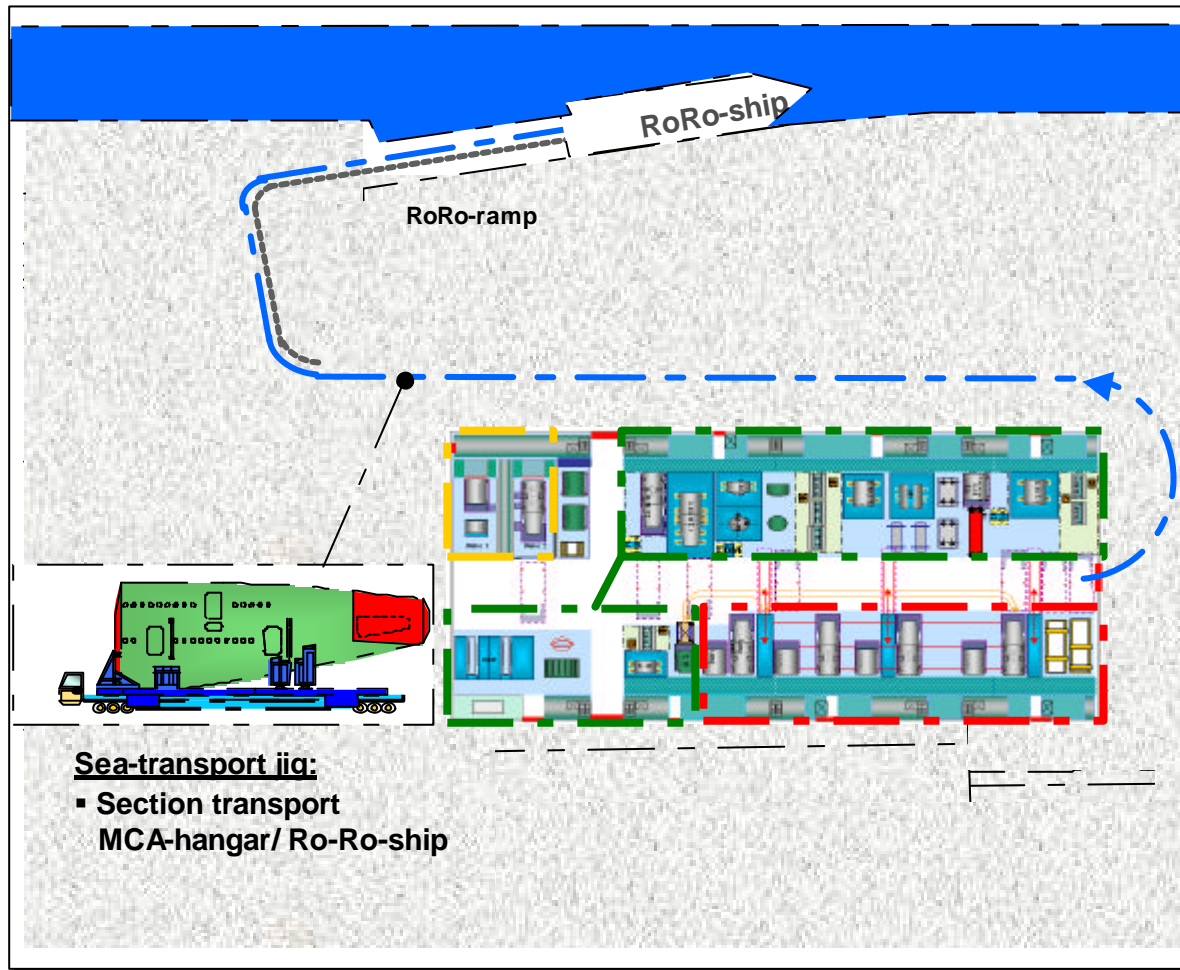 RoRo-ship
RoRo-ramp
Sea-transport jig:
▪ Section transport
MCA-hangar/ Ro-Ro-ship